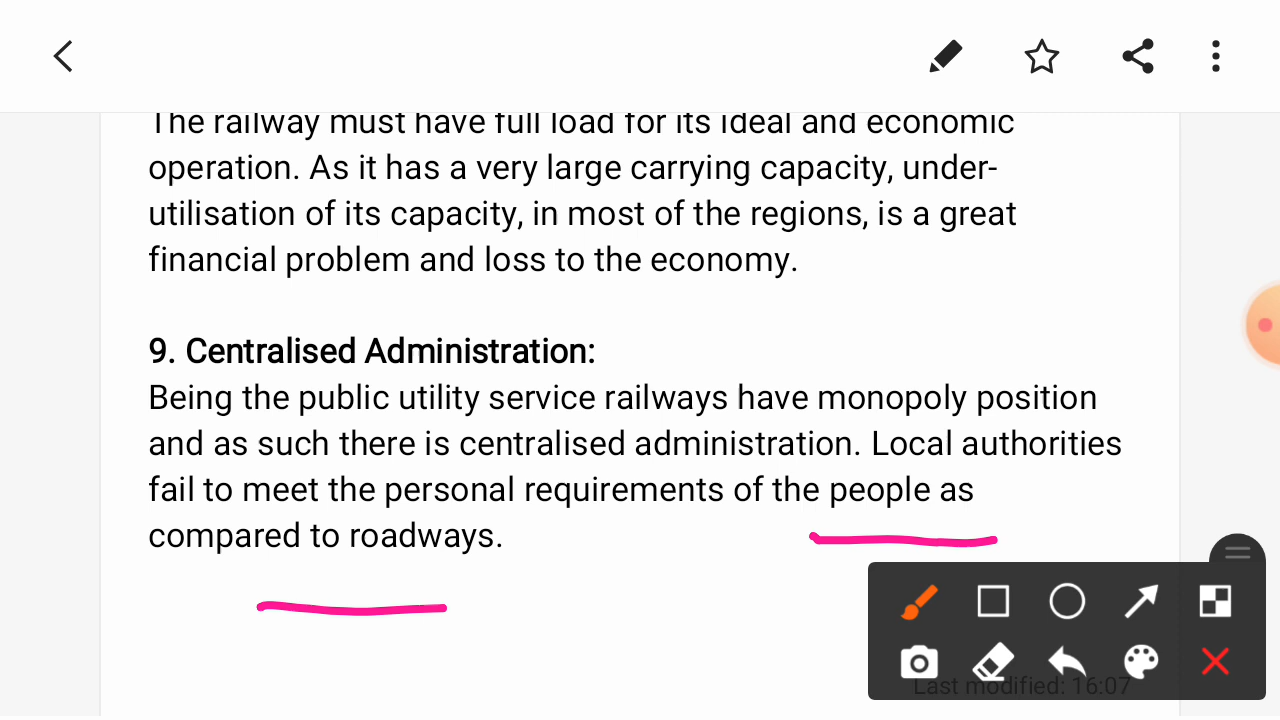 The railway must have full load for its ideal and economic
operation. As it has a very large carrying capacity, under-
utilisation of its capacity, in most of the regions, is a great
financial problem and loss to the economy.
9. Centralised Administration:
Being the public utility service railways have monopoly position
and as such there is centralised administration. Local authorities
fail to meet the personal requirements of the people as
compared to roadways.
Last modified: 16:07